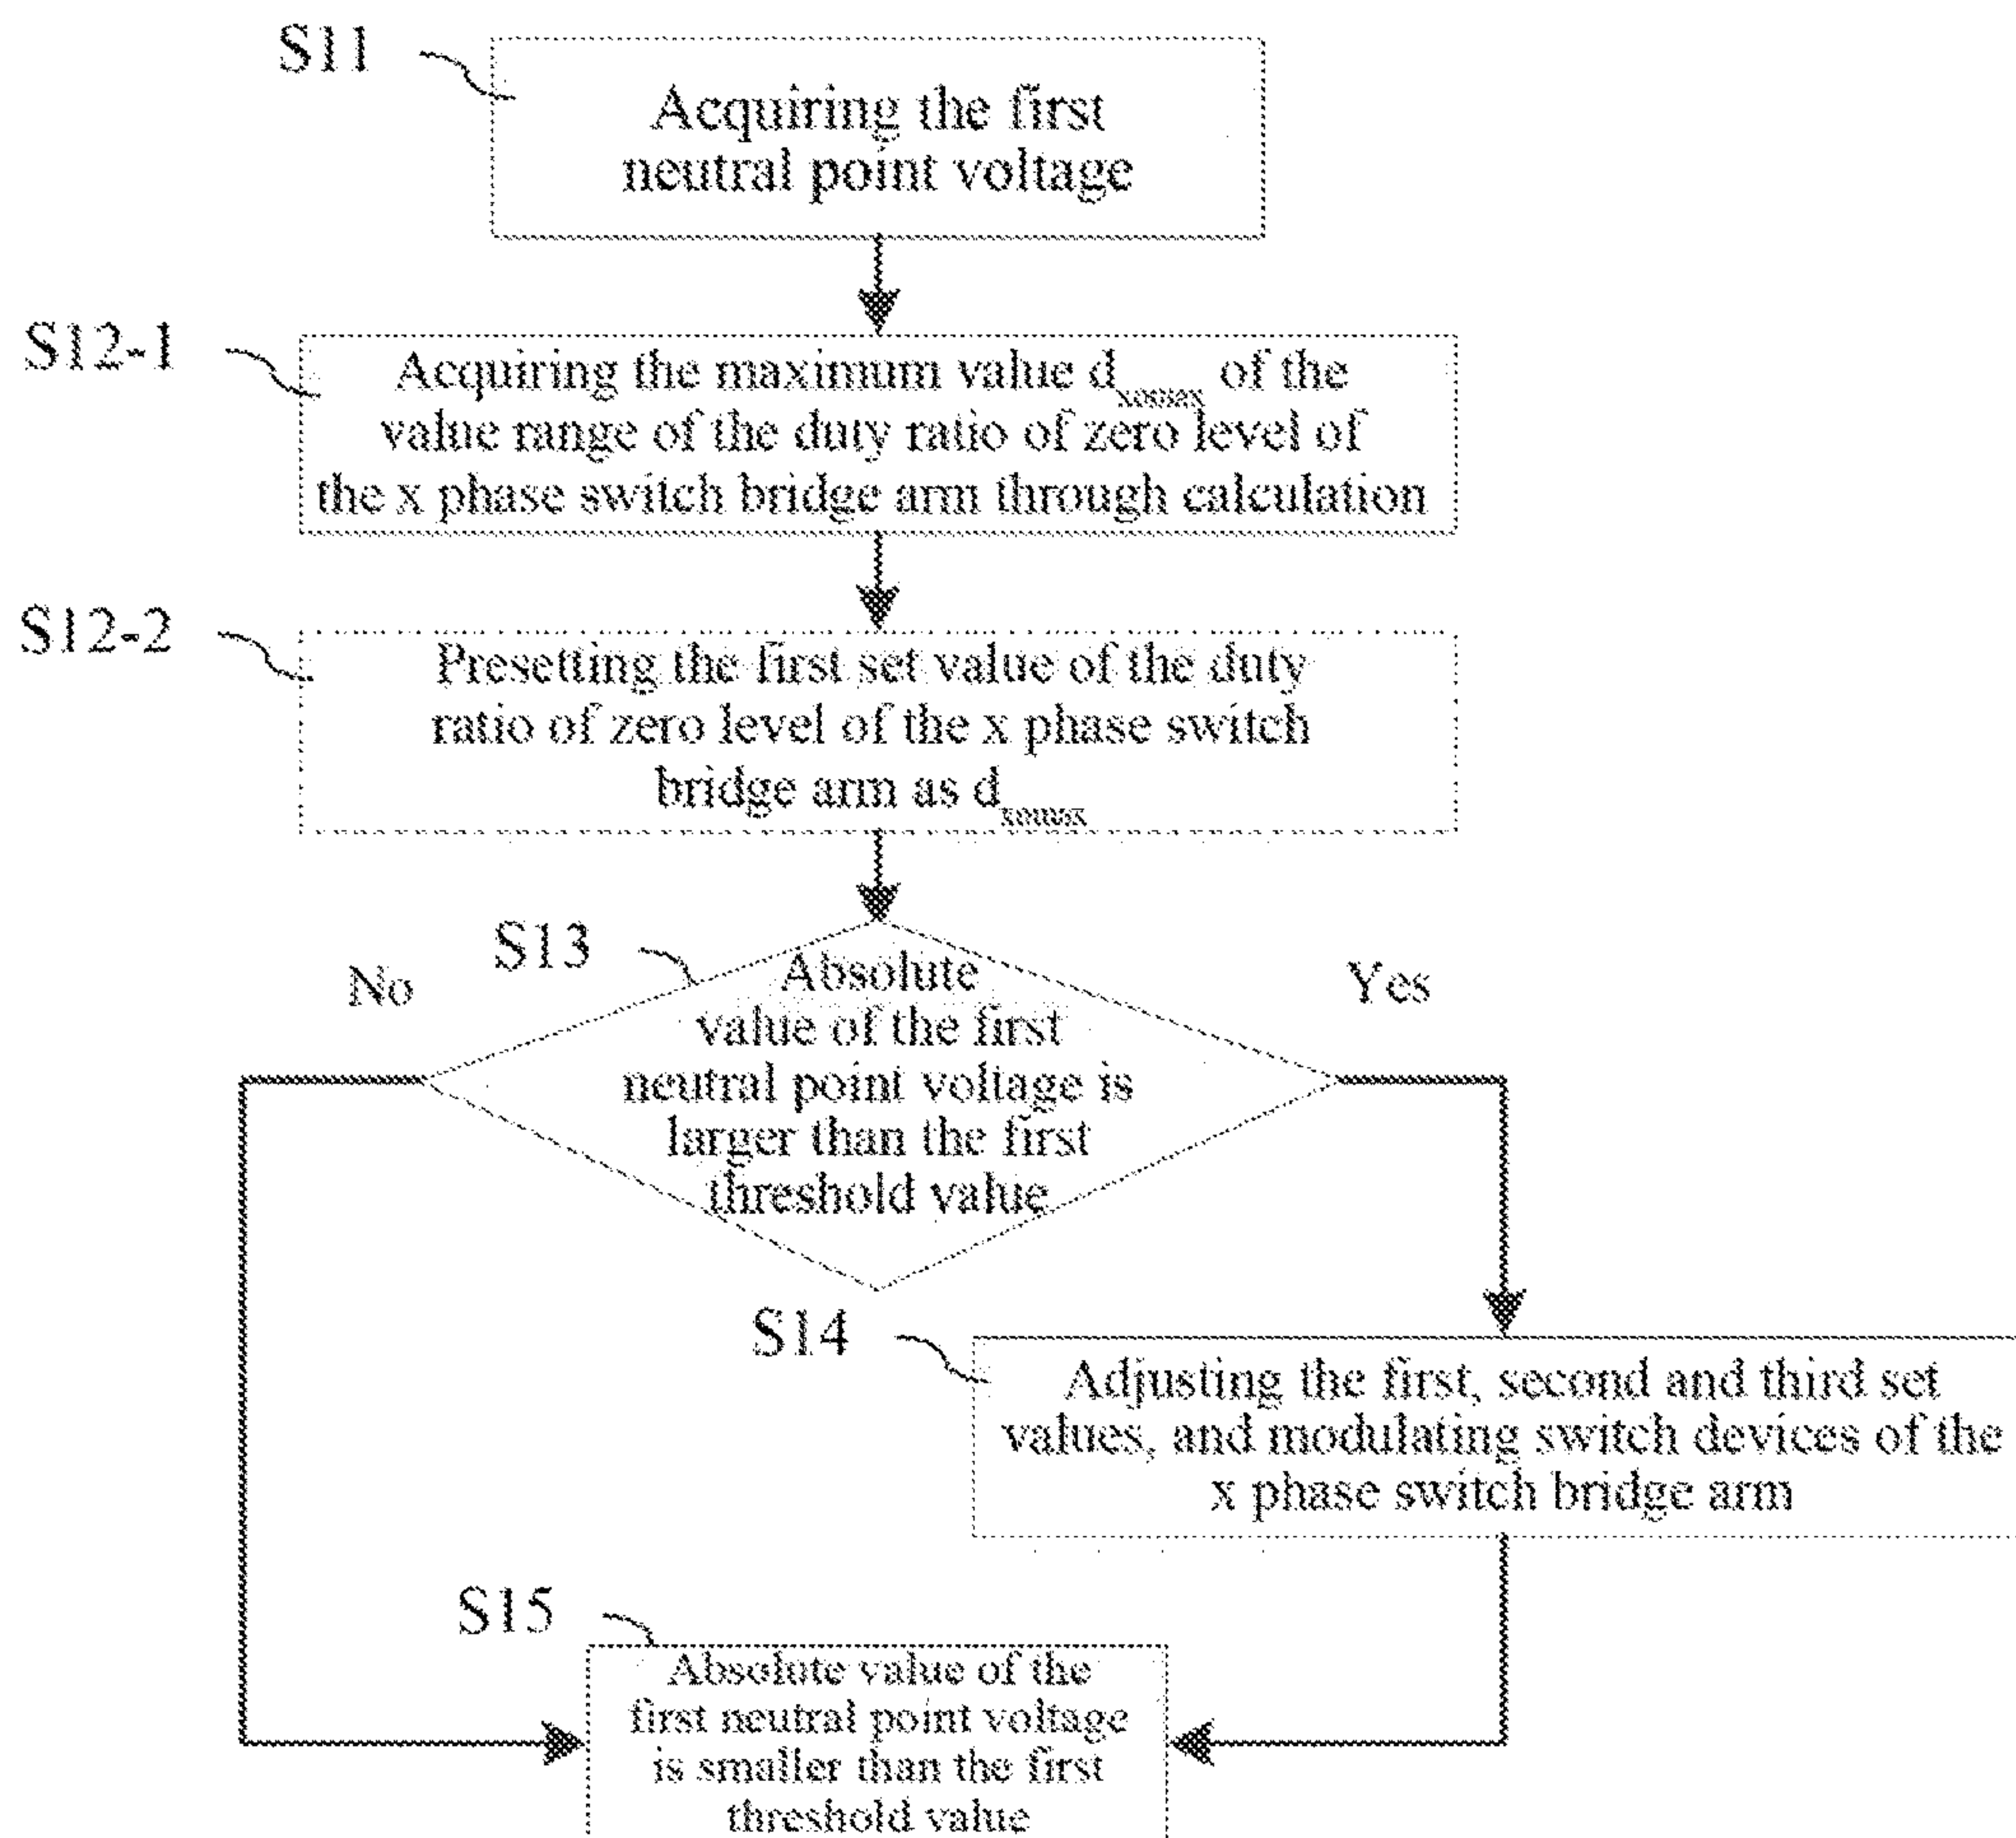 S11
Acquiring the first
neutral point voltage
S12-1
Acquiring the maximum value dxomax of the
value range of the duty ratio of zero level of
the x phase switch bridge arm through calculation
S12-2
Presetting the first set value of the duty
ratio of zero level of the x phase switch
bridge arm as dxomax
S13
No
Yes
Absolute
value of the first
neutral point voltage is
larger than the first
threshold value
S14
Adjusting the first, second and third set
values, and modulating switch devices of the
x phase switch bridge arm
S15
Absolute value of the
first neutral point voltage
is smaller than the first
threshold value